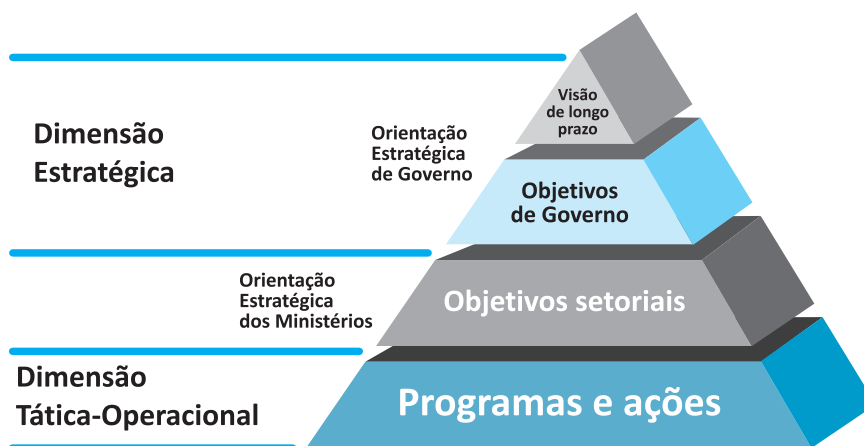 Dimensão
Estratégica
Orientação
Estratégica
de Governo
Visão
de longo
prazo
Objetivos
de Governo
Orientação
Estratégica
dos Ministérios
Objetivos setoriais
Dimensão
Tática-Operacional
Programas e ações